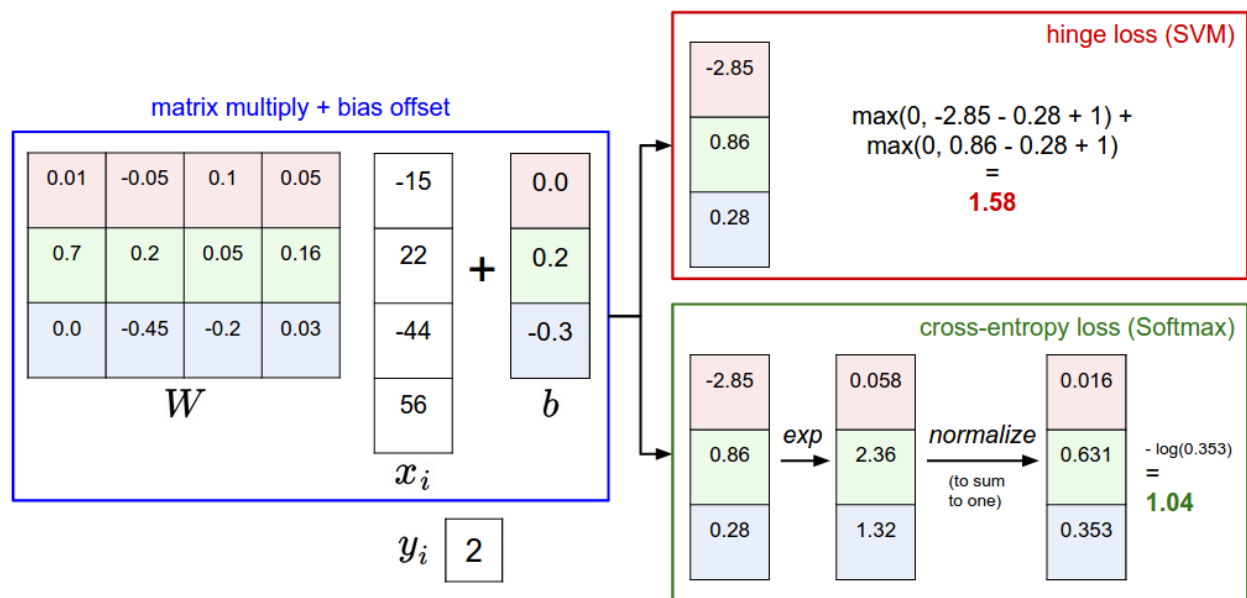 matrix multiply + bias offset
0.01 -0.05 0.1 0.05
0.7 0.2 0.05 0.16
0.0 -0.45 -0.2 0.03
W
-15
22
-44
56
x_i
+
0.0
0.2
-0.3
b
y_i 2
hinge loss (SVM)
-2.85
0.86
0.28
max(0, -2.85 - 0.28 + 1) +
max(0, 0.86 - 0.28 + 1)
=
1.58
cross-entropy loss (Softmax)
-2.85
0.86
0.28
exp
0.058
2.36
1.32
normalize
(to sum
to one)
0.016
0.631
0.353
- log(0.353)
=
1.04